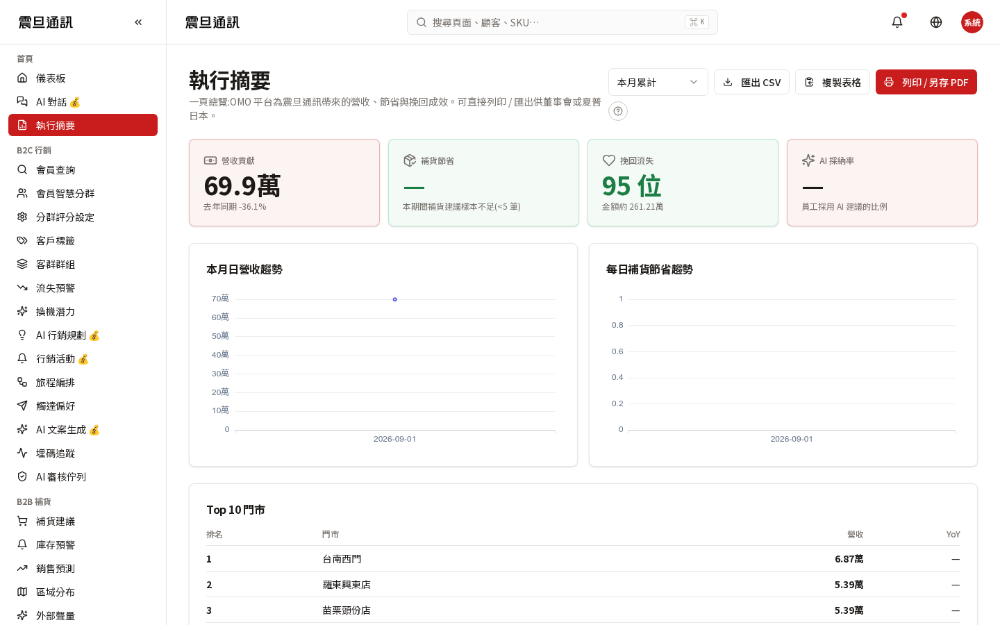 震旦通訊
震旦通訊
搜尋頁面、顧客、SKU…
⌘ K
系統
首頁
儀表板
AI 對話 💰
執行摘要
B2C 行銷
會員查詢
會員智慧分群
分群評分設定
客戶標籤
客群群組
流失預警
換機潛力
AI 行銷規劃 💰
行銷活動 💰
旅程編排
觸達偏好
AI 文案生成 💰
埋碼追蹤
AI 審核佇列
B2B 補貨
補貨建議
庫存預警
銷售預測
區域分布
外部聲量
執行摘要
一頁總覽:OMO 平台為震旦通訊帶來的營收、節省與挽回成效。可直接列印 / 匯出供董事會或夏普
日本。
本月累計
匯出 CSV
複製表格
列印 / 另存 PDF
營收貢獻
69.9萬
去年同期 -36.1%
補貨節省
—
本期間補貨建議樣本不足(<5 筆)
挽回流失
95 位
金額約 261.21萬
AI 採納率
—
員工採用 AI 建議的比例
本月日營收趨勢
70萬
60萬
50萬
40萬
30萬
20萬
10萬
0
2026-09-01
每日補貨節省趨勢
1
0.8
0.6
0.4
0.2
0
2026-09-01
Top 10 門市
排名 門市 營收 YoY
1 台南西門 6.87萬 —
2 羅東興東店 5.39萬 —
3 苗栗頭份店 5.39萬 —